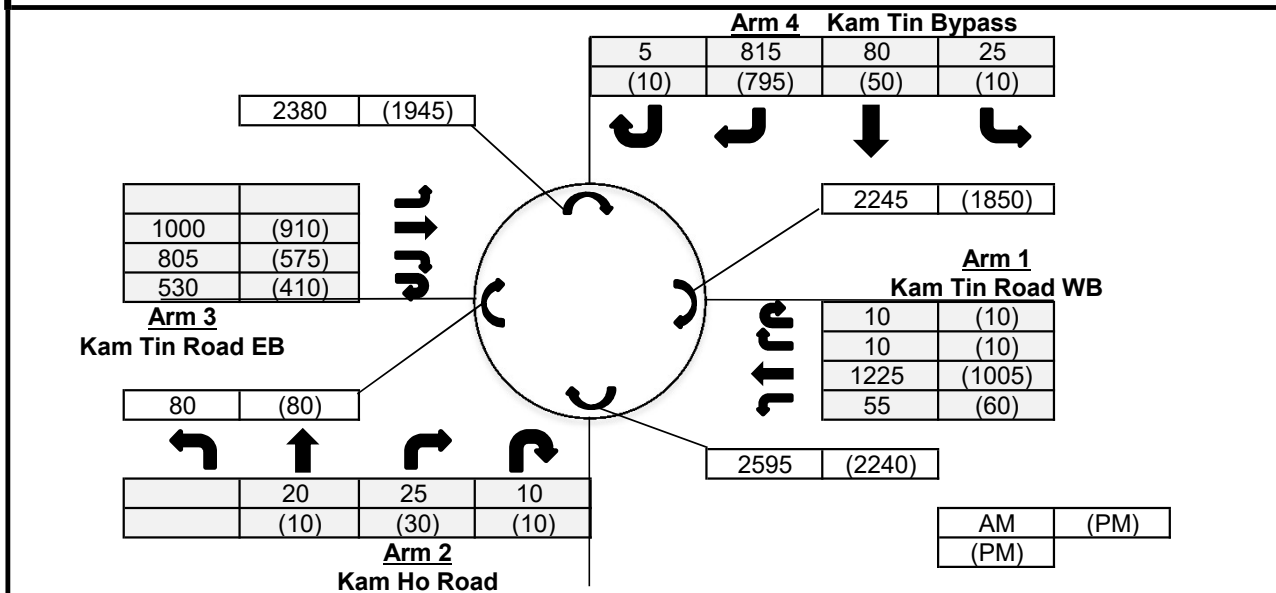 Arm 4 Kam Tin Bypass
5 815 80 25
(10) (795) (50) (10)
2380 (1945)
2245 (1850)
1000 (910)
805 (575)
530 (410)
Arm 3
Kam Tin Road EB
Arm 1
Kam Tin Road WB
10 (10)
10 (10)
1225 (1005)
55 (60)
80 (80)
2595 (2240)
20 25 10
(10) (30) (10)
Arm 2
Kam Ho Road
AM (PM)
(PM)